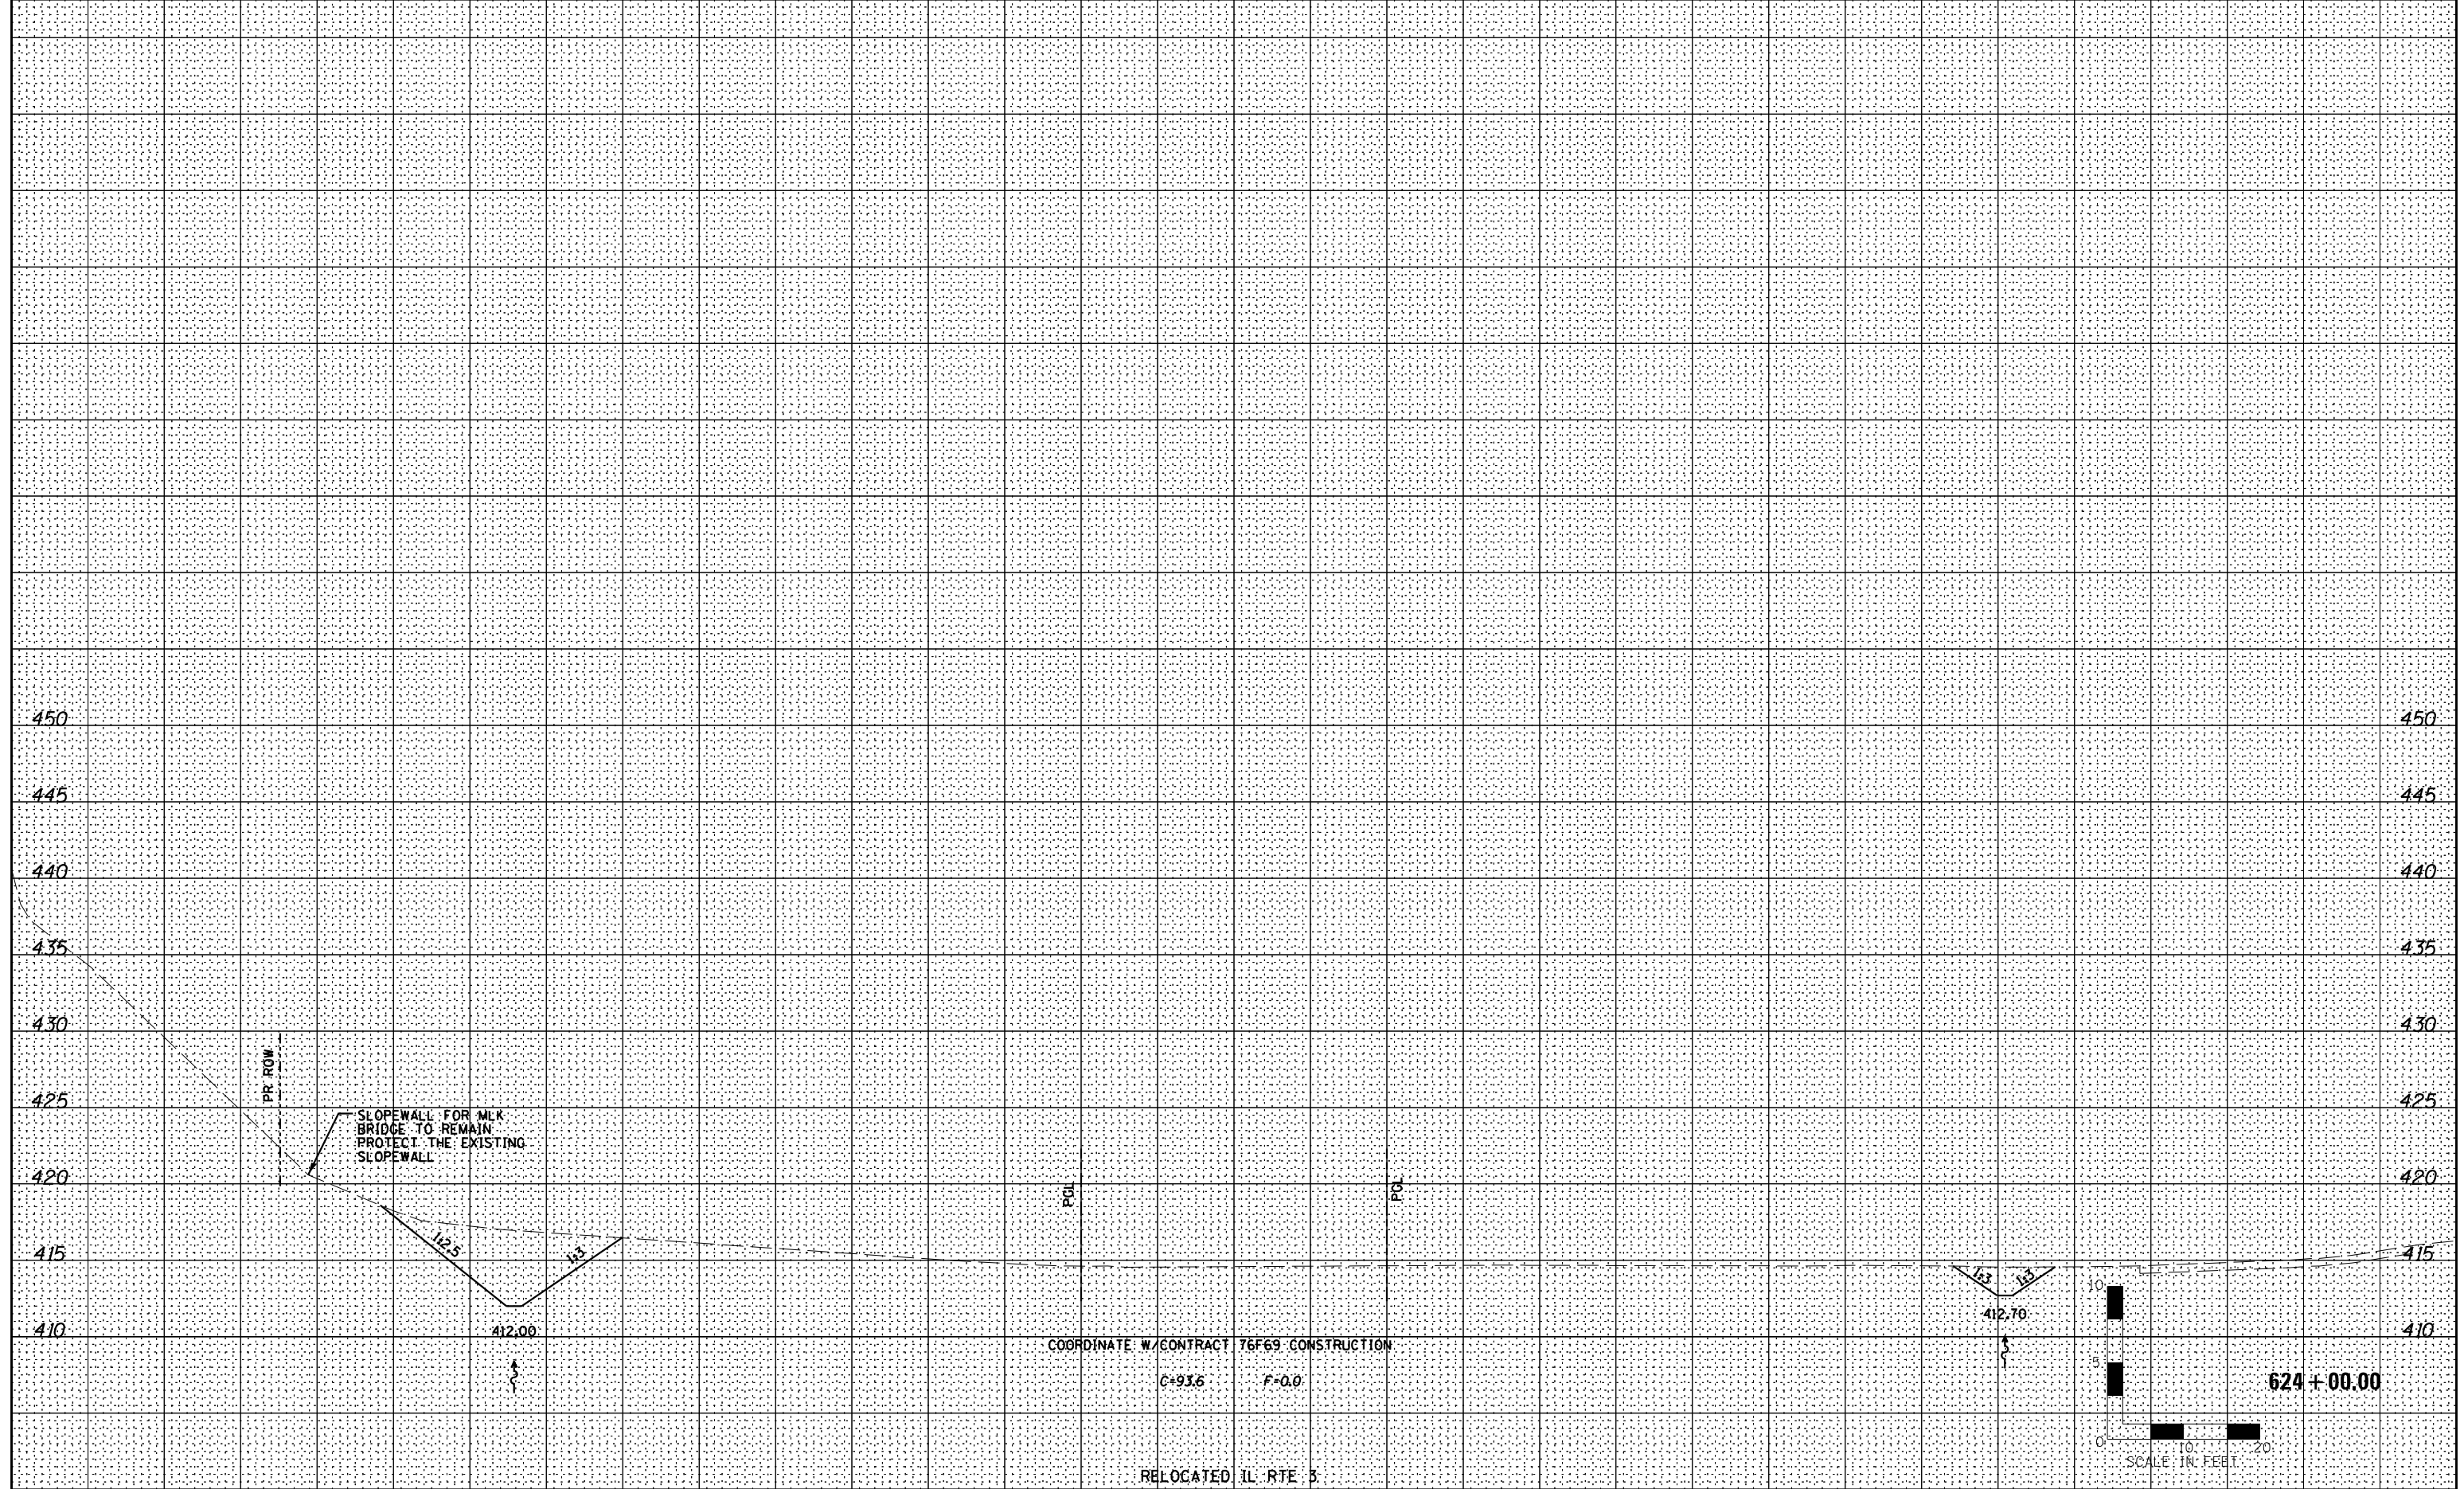 450 450
445 445
440 440
435 435
430 430
PR ROW
425 425
SLOPEWALL FOR MLK
BRIDGE TO REMAIN
PROTECT THE EXISTING
SLOPEWALL
420 420
PGL PGL
1:2.5 1:3
415 415
1:3 1:3
10
412.00 412.70
410 410
COORDINATE W/CONTRACT 76F69 CONSTRUCTION
5
C=93.6 F=0.0
624+00.00
0 10 20
SCALE IN FEET
RELOCATED IL RTE 3